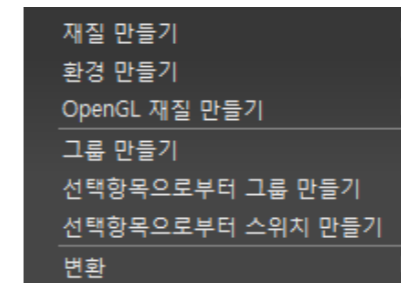 재질 만들기
환경 만들기
OpenGL 재질 만들기
그룹 만들기
선택항목으로부터 그룹 만들기
선택항목으로부터 스위치 만들기
변환